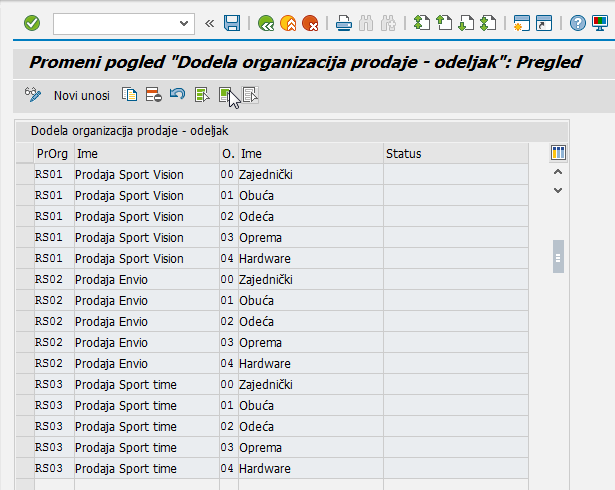 Promeni pogled "Dodela organizacija prodaje - odeljak": Pregled
Novi unosi
Dodela organizacija prodaje - odeljak
PrOrg Ime O. Ime Status
RS01 Prodaja Sport Vision 00 Zajednički
RS01 Prodaja Sport Vision 01 Obuća
RS01 Prodaja Sport Vision 02 Odeća
RS01 Prodaja Sport Vision 03 Oprema
RS01 Prodaja Sport Vision 04 Hardware
RS02 Prodaja Envio 00 Zajednički
RS02 Prodaja Envio 01 Obuća
RS02 Prodaja Envio 02 Odeća
RS02 Prodaja Envio 03 Oprema
RS02 Prodaja Envio 04 Hardware
RS03 Prodaja Sport time 00 Zajednički
RS03 Prodaja Sport time 01 Obuća
RS03 Prodaja Sport time 02 Odeća
RS03 Prodaja Sport time 03 Oprema
RS03 Prodaja Sport time 04 Hardware